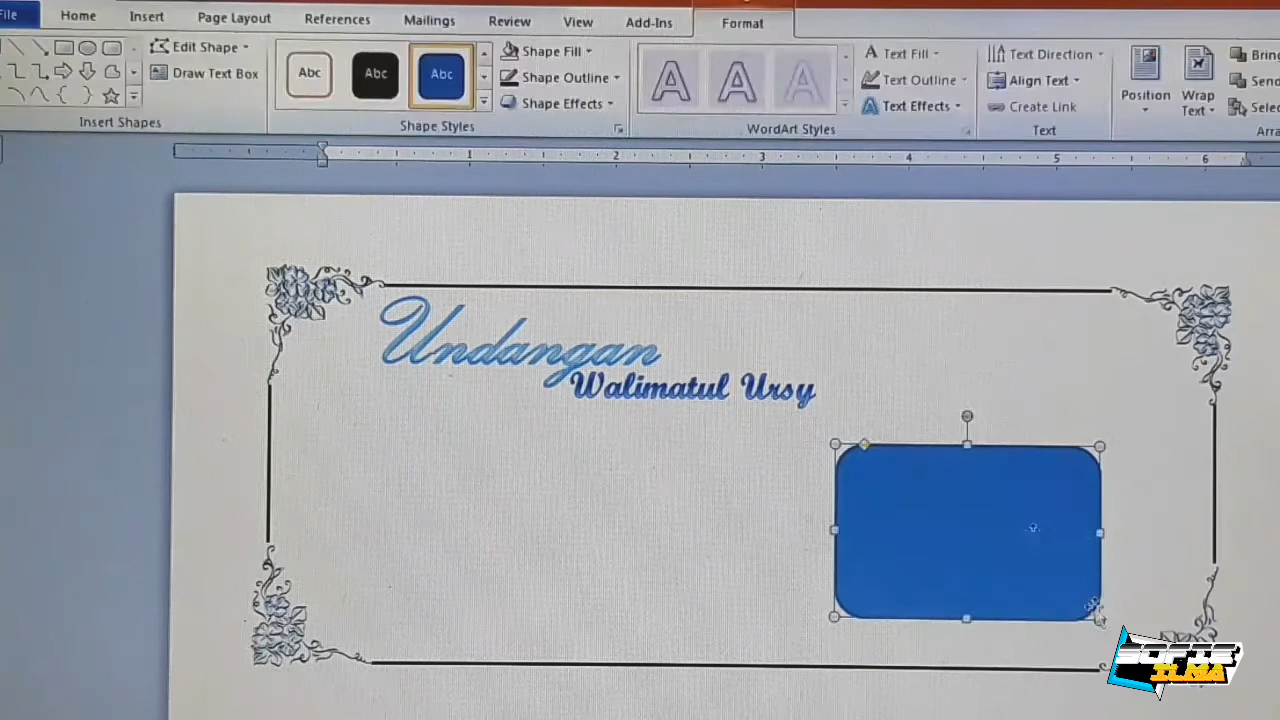 File Home Insert Page Layout References Mailings Review View Add-Ins Format
Edit Shape
Draw Text Box
Insert Shapes
Abc Abc Abc
Shape Fill
Shape Outline
Shape Effects
Shape Styles
A A A
Text Fill
Text Outline
Text Effects
WordArt Styles
Text Direction
Align Text
Create Link
Text
Position
Wrap
Text
1 2 3 4 5 6
Undangan
Walimatul Ursy
SOFIE
ILMA